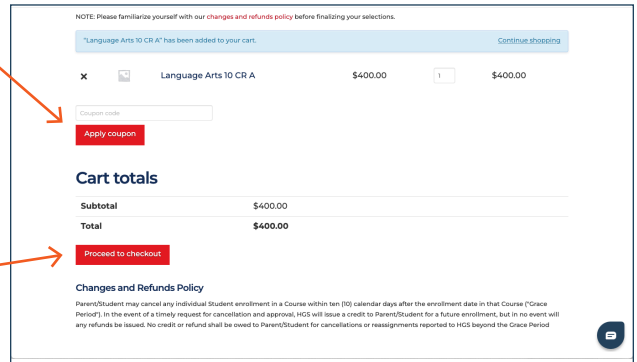 NOTE: Please familiarize yourself with our changes and refunds policy before finalizing your selections.
"Language Arts 10 CR A" has been added to your cart. Continue shopping
× Language Arts 10 CR A $400.00 1 $400.00
Coupon code
Apply coupon
Cart totals
Subtotal $400.00
Total $400.00
Proceed to checkout
Changes and Refunds Policy
Parent/Student may cancel any individual Student enrollment in a Course within ten (10) calendar days after the enrollment date in that Course ("Grace
Period"). In the event of a timely request for cancellation and approval, HGS will issue a credit to Parent/Student for a future enrollment, but in no event will
any refunds be issued. No credit or refund shall be owed to Parent/Student for cancellations or reassignments reported to HGS beyond the Grace Period